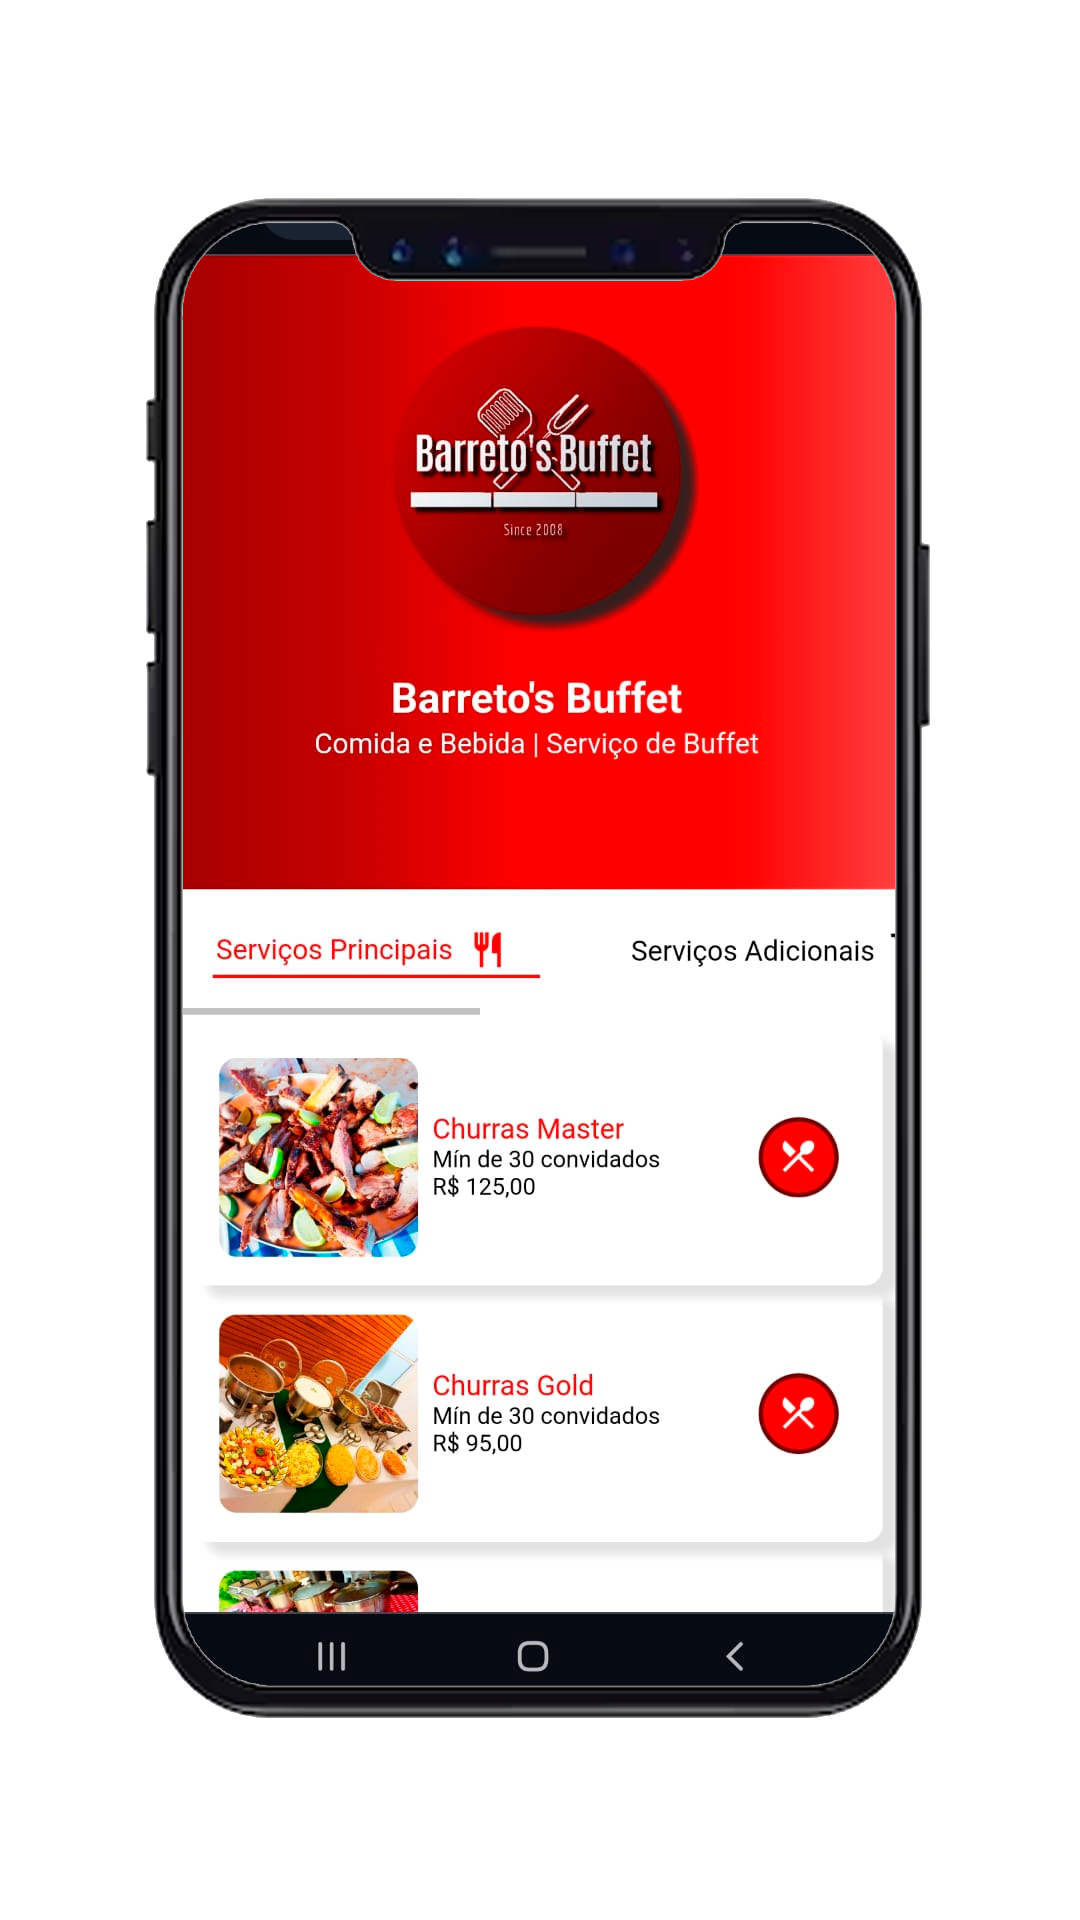 Barreto's Buffet
Since 2008
Barreto's Buffet
Comida e Bebida | Serviço de Buffet
Serviços Principais
Serviços Adicionais
Churras Master
Mín de 30 convidados
R$ 125,00
Churras Gold
Mín de 30 convidados
R$ 95,00